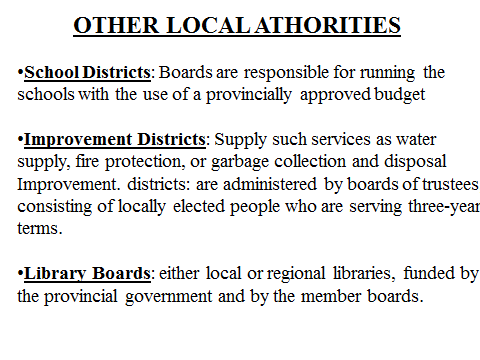 OTHER LOCAL ATHORITIES
•School Districts: Boards are responsible for running the
schools with the use of a provincially approved budget
•Improvement Districts: Supply such services as water
supply, fire protection, or garbage collection and disposal
Improvement. districts: are administered by boards of trustees
consisting of locally elected people who are serving three-year
terms.
•Library Boards: either local or regional libraries, funded by
the provincial government and by the member boards.